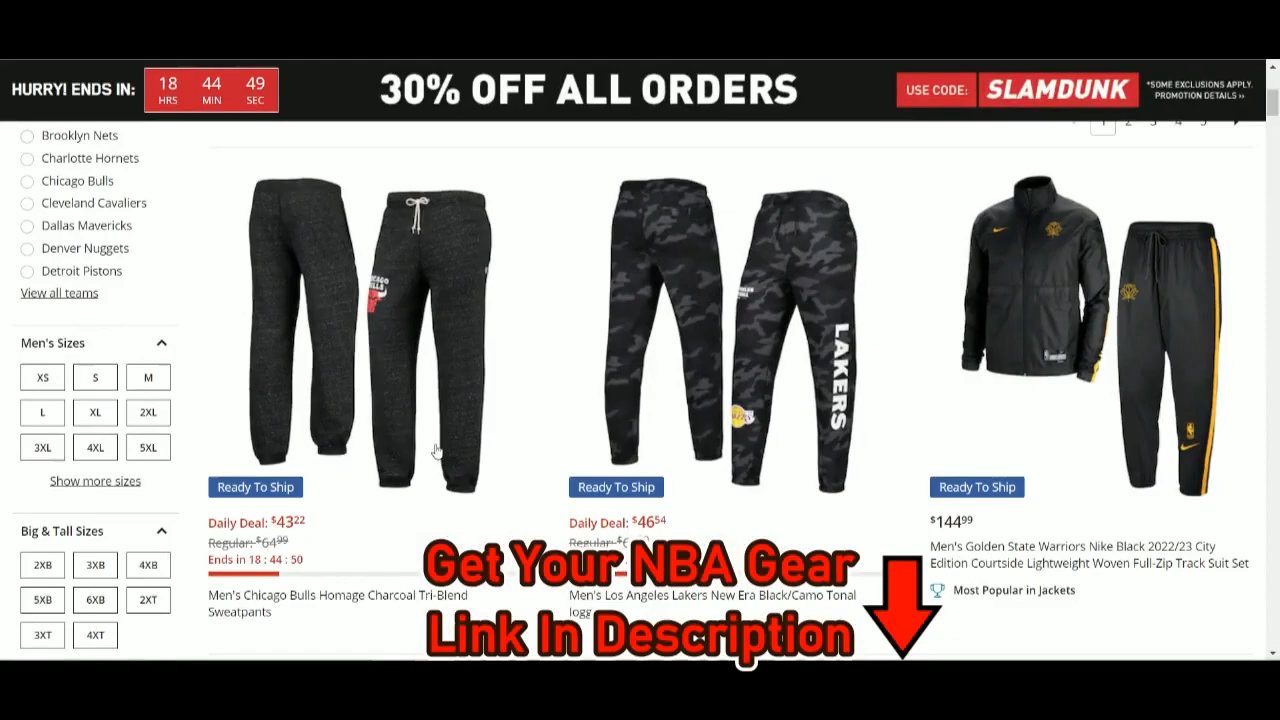 HURRY! ENDS IN:
18 44 49
HRS MIN SEC
30% OFF ALL ORDERS
USE CODE:
SLAMDUNK
*SOME EXCLUSIONS APPLY.
PROMOTION DETAILS ››
Brooklyn Nets
Charlotte Hornets
Chicago Bulls
Cleveland Cavaliers
Dallas Mavericks
Denver Nuggets
Detroit Pistons
View all teams
Men's Sizes
XS S M
L XL 2XL
3XL 4XL 5XL
Show more sizes
Big & Tall Sizes
2XB 3XB 4XB
5XB 6XB 2XT
3XT 4XT
BULLS
Ready To Ship
Daily Deal: $43.22
Regular: $64.99
Ends in 18 : 44 : 50
Men's Chicago Bulls Homage Charcoal Tri-Blend
Sweatpants
LAKERS
Ready To Ship
Daily Deal: $46.54
Men's Los Angeles Lakers New Era Black/Camo Tonal
Ready To Ship
$144.99
Men's Golden State Warriors Nike Black 2022/23 City
Edition Courtside Lightweight Woven Full-Zip Track Suit Set
Most Popular in Jackets
Get Your NBA Gear
Link In Description